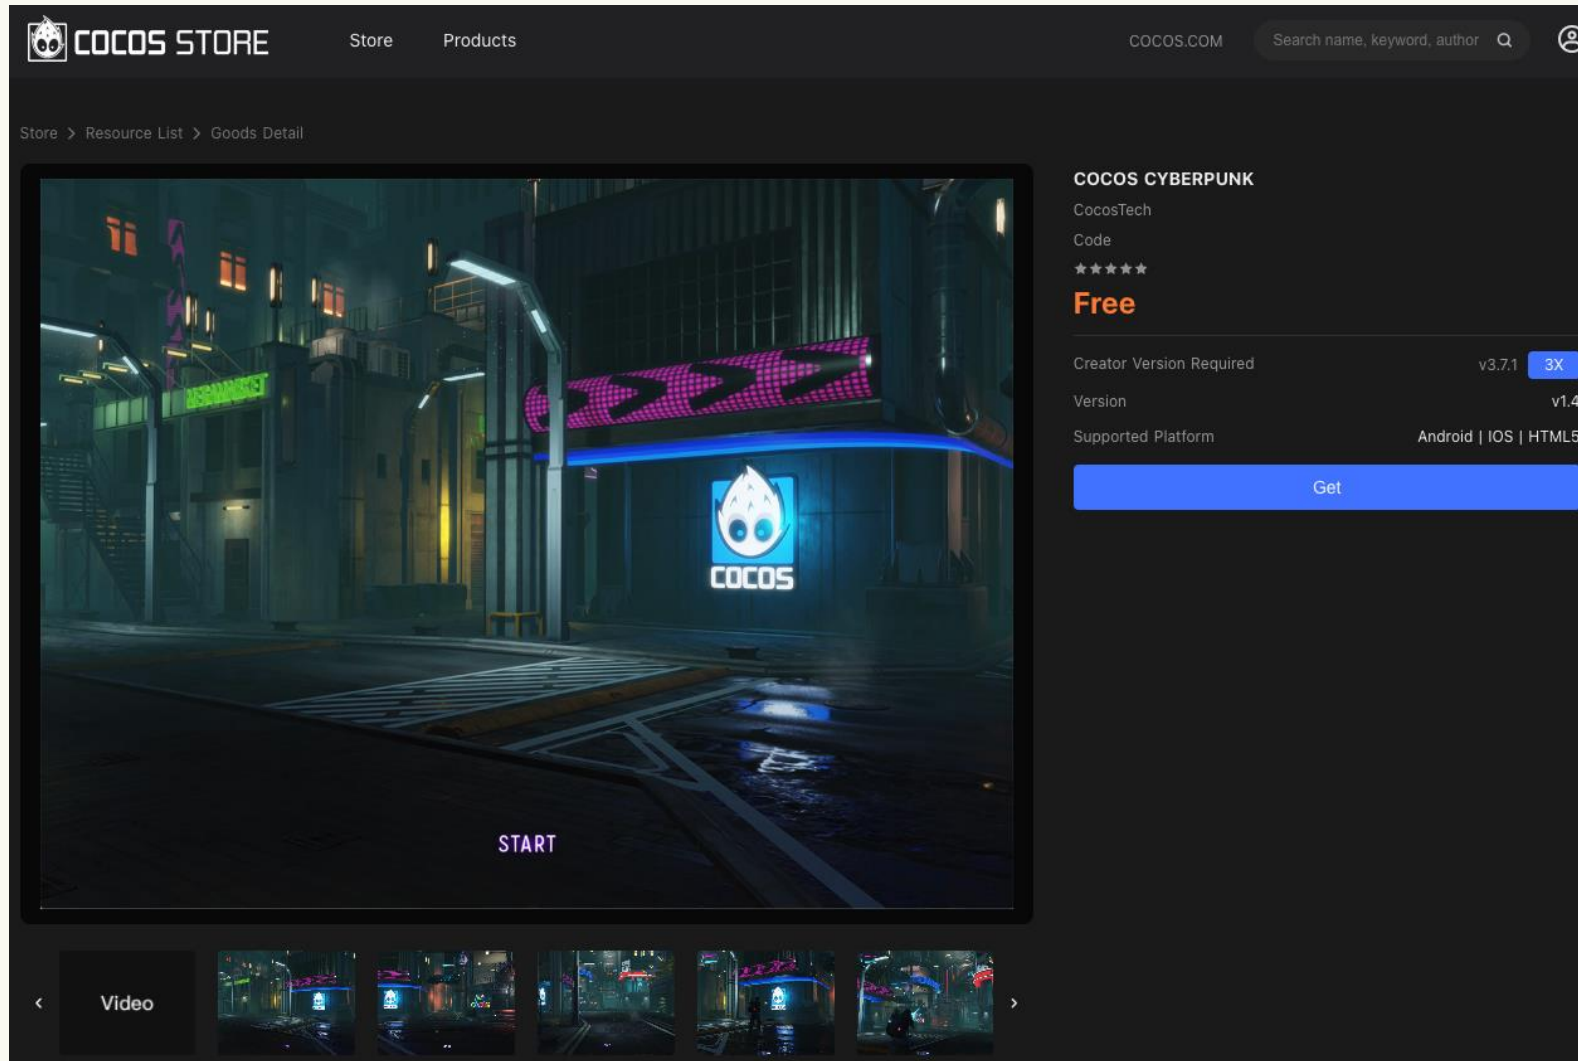 COCOS STORE
Store
Products
COCOS.COM
Search name, keyword, author
Store > Resource List > Goods Detail
MEGAMARKET
COCOS
START
COCOS CYBERPUNK
CocosTech
Code
Free
Creator Version Required
v3.7.1
3X
Version
v1.4
Supported Platform
Android | IOS | HTML5
Get
Video